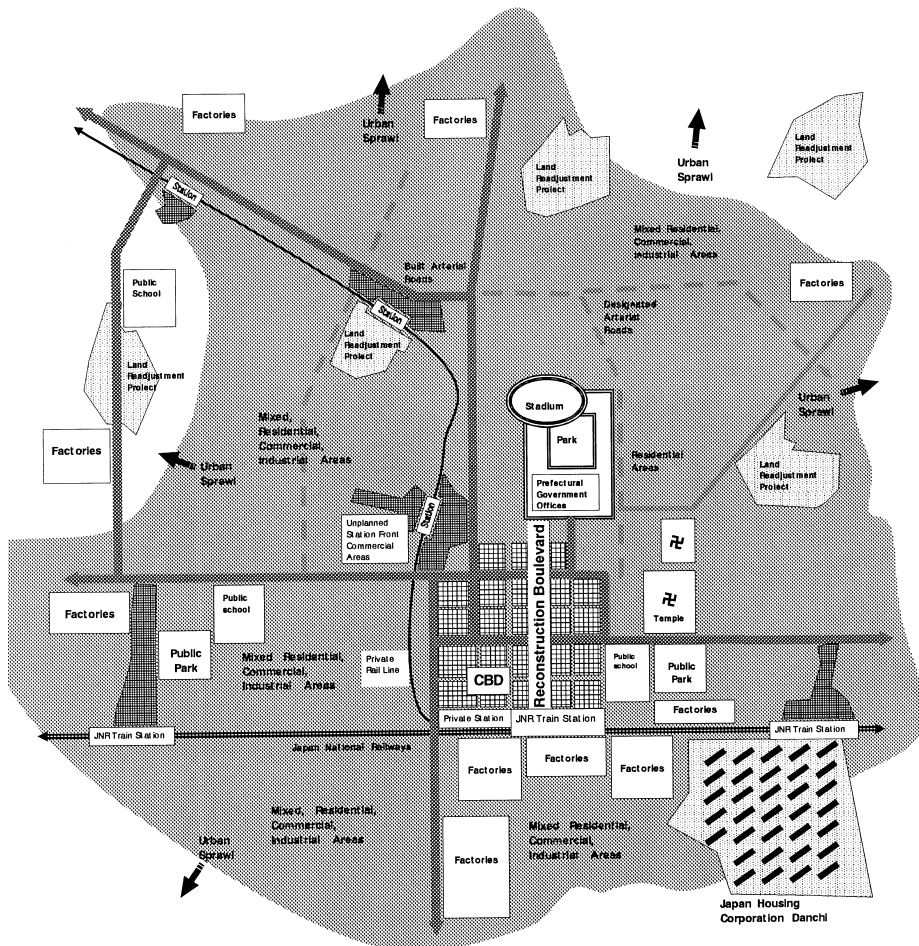 Factories
Urban
Sprawl
Factories
Land
Readjustment
Project
Urban
Sprawl
Land
Readjustment
Project
Station
Public
School
Mixed Residential,
Commercial,
Industrial Areas
Built Arterial
Roads
Factories
Station
Land
Readjustment
Project
Designated
Arterial
Roads
Land
Readjustment
Project
Stadium
Park
Urban
Sprawl
Mixed,
Residential,
Commercial,
Industrial Areas
Factories
Urban
Sprawl
Residential
Areas
Land
Readjustment
Project
Prefectural
Government
Offices
Station
Unplanned
Station Front
Commercial
Areas
卍
卍
Temple
Reconstruction Boulevard
Factories
Public
school
Public
Park
Mixed Residential,
Commercial,
Industrial Areas
Private
Rail Line
CBD
Public
school
Public
Park
Factories
Private Station
JNR Train Station
JNR Train Station
JNR Train Station
Japan National Railways
Factories
Factories
Factories
Mixed, Residential,
Commercial,
Industrial Areas
Urban
Sprawl
Factories
Mixed Residential,
Commercial,
Industrial Areas
Japan Housing
Corporation Danchi